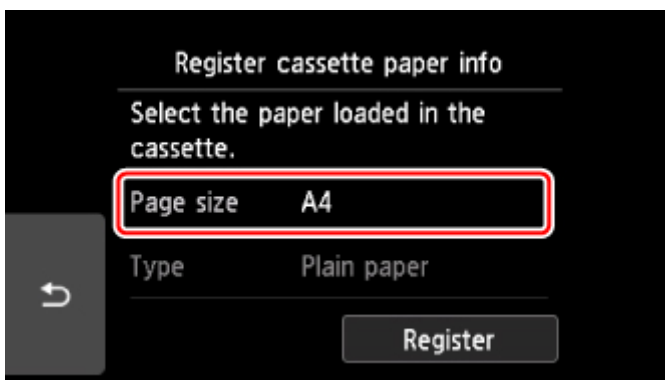 Register cassette paper info
Select the paper loaded in the
cassette.
Page size A4
Type Plain paper
Register